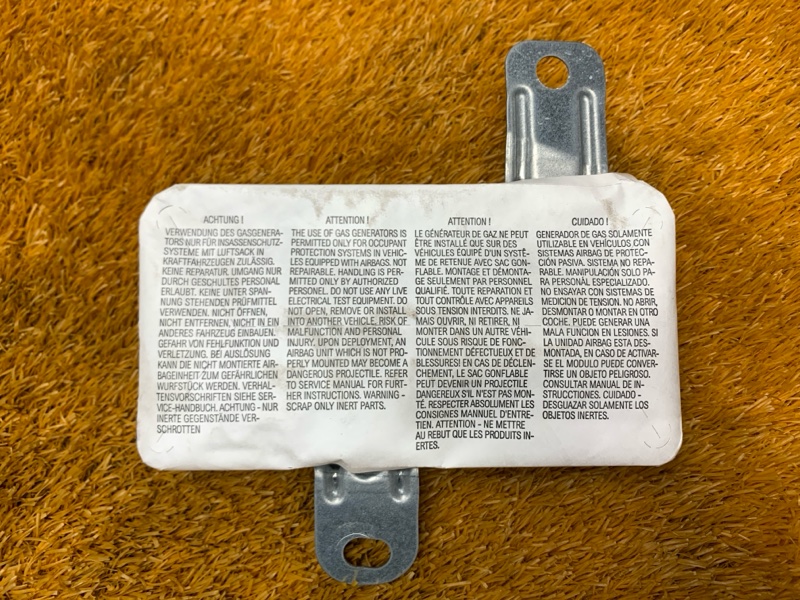 ACHTUNG !
VERWENDUNG DES GASGENERA-
TORS NUR FÜR INSASSENSCHUTZ-
SYSTEME MIT LUFTSACK IN
KRAFTFAHRZEUGEN ZULÄSSIG.
KEINE REPARATUR. UMGANG NUR
DURCH GESCHULTES PERSONAL
ERLAUBT. KEINE UNTER SPAN-
NUNG STEHENDEN PRÜFMITTEL
VERWENDEN. NICHT ÖFFNEN,
NICHT ENTFERNEN, NICHT IN EIN
ANDERES FAHRZEUG EINBAUEN.
GEFAHR VON FEHLFUNKTION UND
VERLETZUNG. BEI AUSLÖSUNG
KANN DIE NICHT MONTIERTE AIR-
BAGEINHEIT ZUM GEFÄHRLICHEN
WURFSTÜCK WERDEN. VERHAL-
TENSVORSCHRIFTEN SIEHE SER-
VICE-HANDBUCH. ACHTUNG - NUR
INERTE GEGENSTÄNDE VER-
SCHROTTEN
ATTENTION !
THE USE OF GAS GENERATORS IS
PERMITTED ONLY FOR OCCUPANT
PROTECTION SYSTEMS IN VEHIC-
LES EQUIPPED WITH AIRBAGS. NOT
REPAIRABLE. HANDLING IS PER-
MITTED ONLY BY AUTHORIZED
PERSONEL. DO NOT USE ANY LIVE
ELECTRICAL TEST EQUIPMENT. DO
NOT OPEN, REMOVE OR INSTALL
INTO ANOTHER VEHICLE, RISK OF
MALFUNCTION AND PERSONAL
INJURY. UPON DEPLOYMENT, AN
AIRBAG UNIT WHICH IS NOT PRO-
PERLY MOUNTED MAY BECOME A
DANGEROUS PROJECTILE. REFER
TO SERVICE MANUAL FOR FURT-
HER INSTRUCTIONS. WARNING -
SCRAP ONLY INERT PARTS.
ATTENTION !
LE GÉNÉRATEUR DE GAZ NE PEUT
ÊTRE INSTALLÉ QUE SUR DES
VÉHICULES ÉQUIPÉ D'UN SYSTÈ-
ME DE RETENUE AVEC SAC GON-
FLABLE. MONTAGE ET DÉMONTA-
GE SEULEMENT PAR PERSONNEL
QUALIFIÉ. TOUTE REPARATION ET
TOUT CONTRÔLE AVEC APPAREILS
SOUS TENSION INTERDITS. NE JA-
MAIS OUVRIR, NI RETIRER, NI
MONTER DANS UN AUTRE VÉHI-
CULE SOUS RISQUE DE FONC-
TIONNEMENT DÉFECTUEUX ET DE
BLESSURES! EN CAS DE DÉCLEN-
CHEMENT, LE SAC GONFLABLE
PEUT DEVENIR UN PROJECTILE
DANGEREUX S'IL N'EST PAS MON-
TÉ. RESPECTER ABSOLUMENT LES
CONSIGNES MANNUEL D'ENTRE-
TIEN. ATTENTION - NE METTRE
AU REBUT QUE LES PRODUITS IN-
ERTES.
CUIDADO !
GENERADOR DE GAS SOLAMENTE
UTILIZABLE EN VEHÍCULOS CON
SISTEMAS AIRBAG DE PROTEC-
CIÓN PASIVA. SISTEMA NO REPA-
RABLE. MANIPULACIÓN SOLO PA-
RA PERSONÁL ESPECIALIZADO.
NO ENSAYAR CON SISTEMAS DE
MEDICION DE TENSION. NO ABRIR,
DESMONTAR O MONTAR EN OTRO
COCHE. PUEDE GENERAR UNA
MALA FUNCION EN LESIONES. SI
LA UNIDAD AIRBAG ESTA DES-
MONTADA, EN CASO DE ACTIVAR-
SE EL MODULO PUEDE CONVER-
TIRSE UN OBJETO PELIGROSO.
CONSULTAR MANUAL DE IN-
STRUCCTIONES. CUIDADO -
DESGUAZAR SOLAMENTE LOS
OBJETOS INERTES.